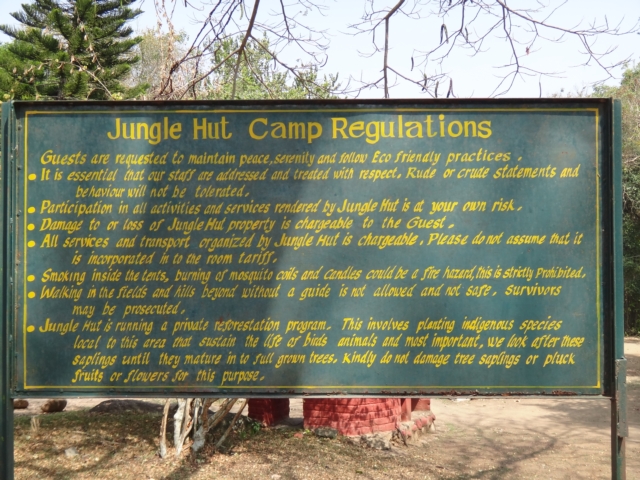 Jungle Hut Camp Regulations
Guests are requested to maintain peace, serenity and follow Eco friendly practices.
• It is essential that our staff are addressed and treated with respect. Rude or crude statements and
behaviour will not be tolerated.
• Participation in all activities and services rendered by Jungle Hut is at your own risk.
• Damage to or loss of Jungle Hut property is chargeable to the Guest.
• All services and transport organized by Jungle Hut is chargeable. Please do not assume that it
is incorporated in to the room tariff.
• Smoking inside the tents, burning of mosquito coils and candles could be a fire hazard, this is strictly Prohibited.
• Walking in the fields and hills beyond without a guide is not allowed and not safe. Survivors
may be prosecuted.
• Jungle Hut is running a private reforestation program. This involves planting indigenous species
local to this area that sustain the life of birds animals and most important, we look after these
saplings until they mature in to full grown trees. Kindly do not damage tree saplings or pluck
fruits or flowers for this purpose.